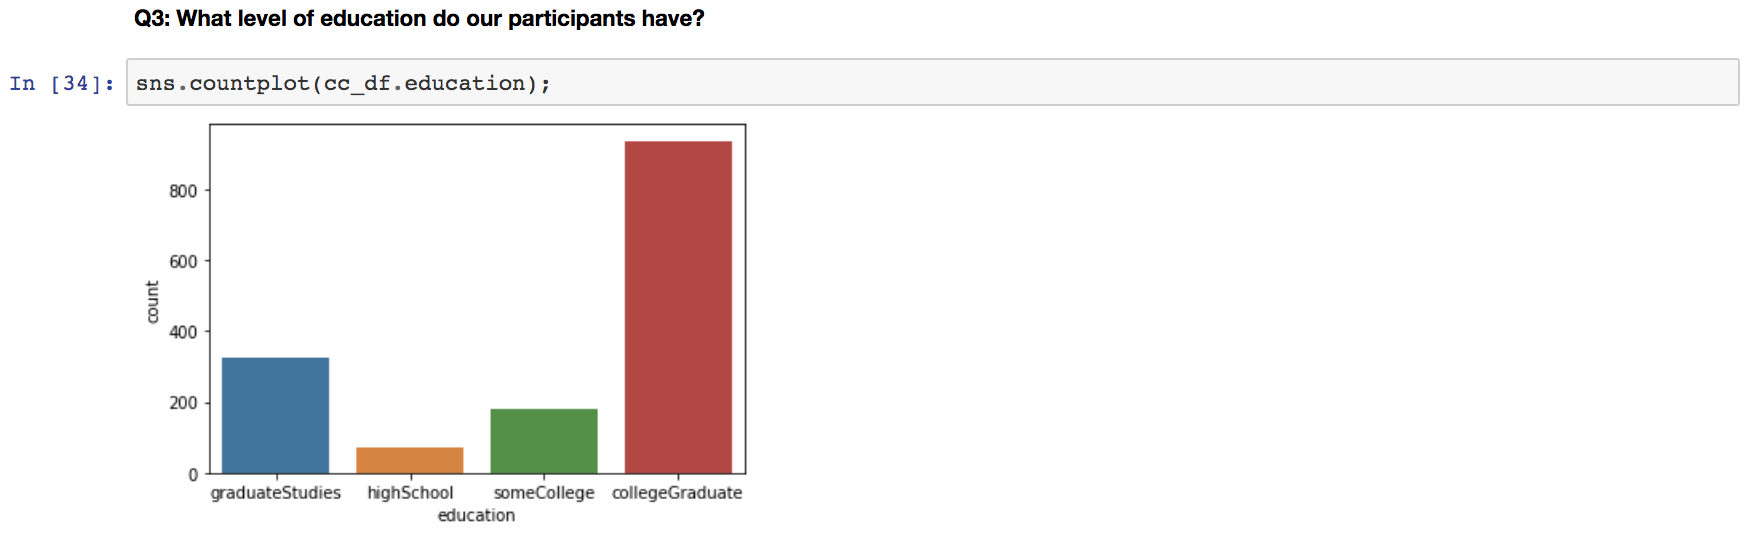 Q3: What level of education do our participants have?
In [34]: sns.countplot(cc_df.education);
800
600
400
200
0
count
graduateStudies highSchool someCollege collegeGraduate
education